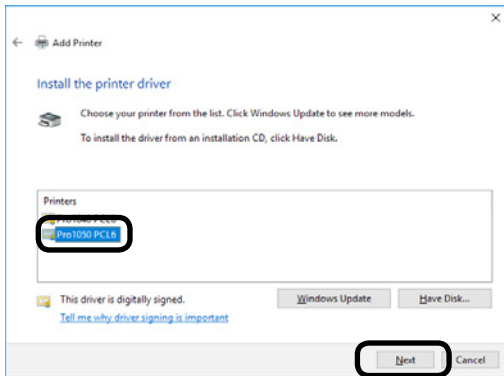 Add Printer
Install the printer driver
Choose your printer from the list. Click Windows Update to see more models.
To install the driver from an installation CD, click Have Disk.
Printers
Pro1040 PCL6
Pro1050 PCL6
This driver is digitally signed.
Windows Update
Have Disk...
Tell me why driver signing is important
Next
Cancel